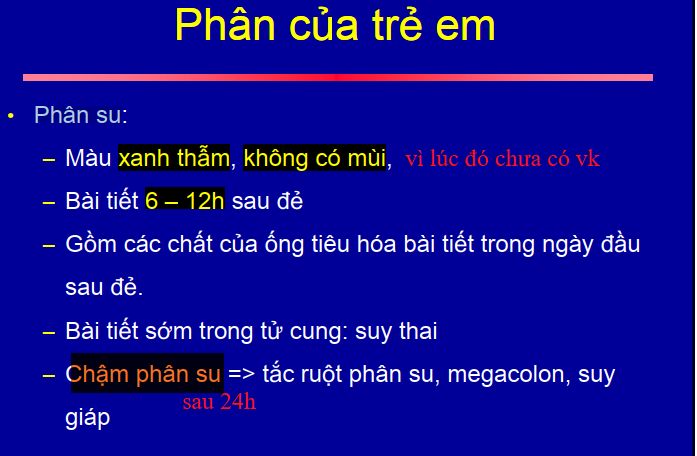 Phân của trẻ em
• Phân su:
– Màu xanh thẫm, không có mùi, vì lúc đó chưa có vk
– Bài tiết 6 – 12h sau đẻ
– Gồm các chất của ống tiêu hóa bài tiết trong ngày đầu
sau đẻ.
– Bài tiết sớm trong tử cung: suy thai
– Chậm phân su => tắc ruột phân su, megacolon, suy
sau 24h
giáp